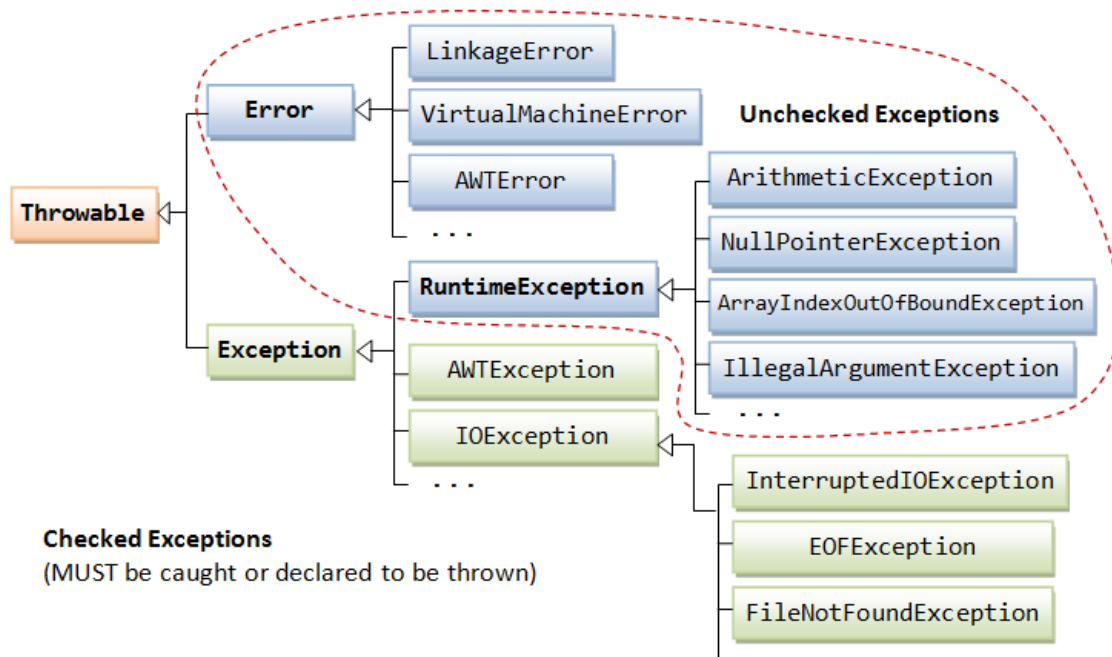 LinkageError
Error
VirtualMachineError
Unchecked Exceptions
AWTError
ArithmeticException
Throwable
...
NullPointerException
RuntimeException
ArrayIndexOutOfBoundException
Exception
AWTException
IllegalArgumentException
...
IOException
...
InterruptedIOException
Checked Exceptions
(MUST be caught or declared to be thrown)
EOFException
FileNotFoundException